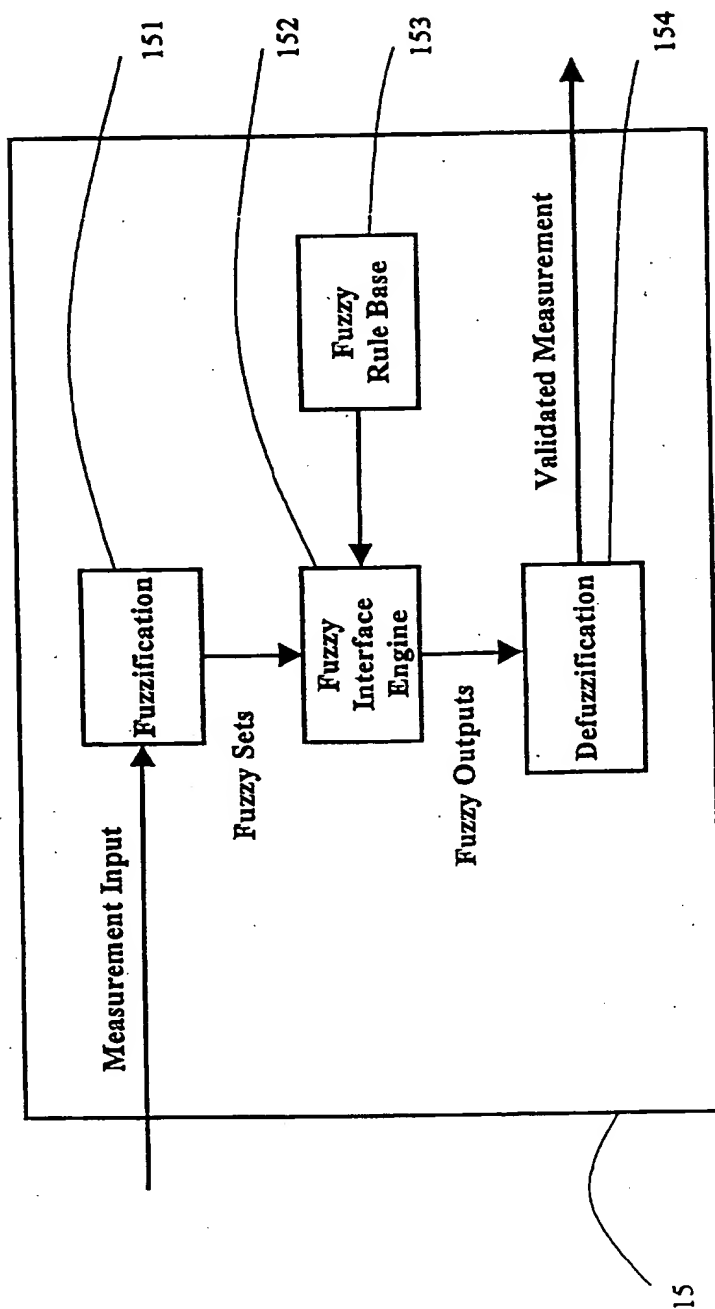 151
152
153
Measurement Input
Fuzzification
Fuzzy Sets
Fuzzy
Interface
Engine
Fuzzy
Rule Base
Fuzzy Outputs
Defuzzification
Validated Measurement
154
15